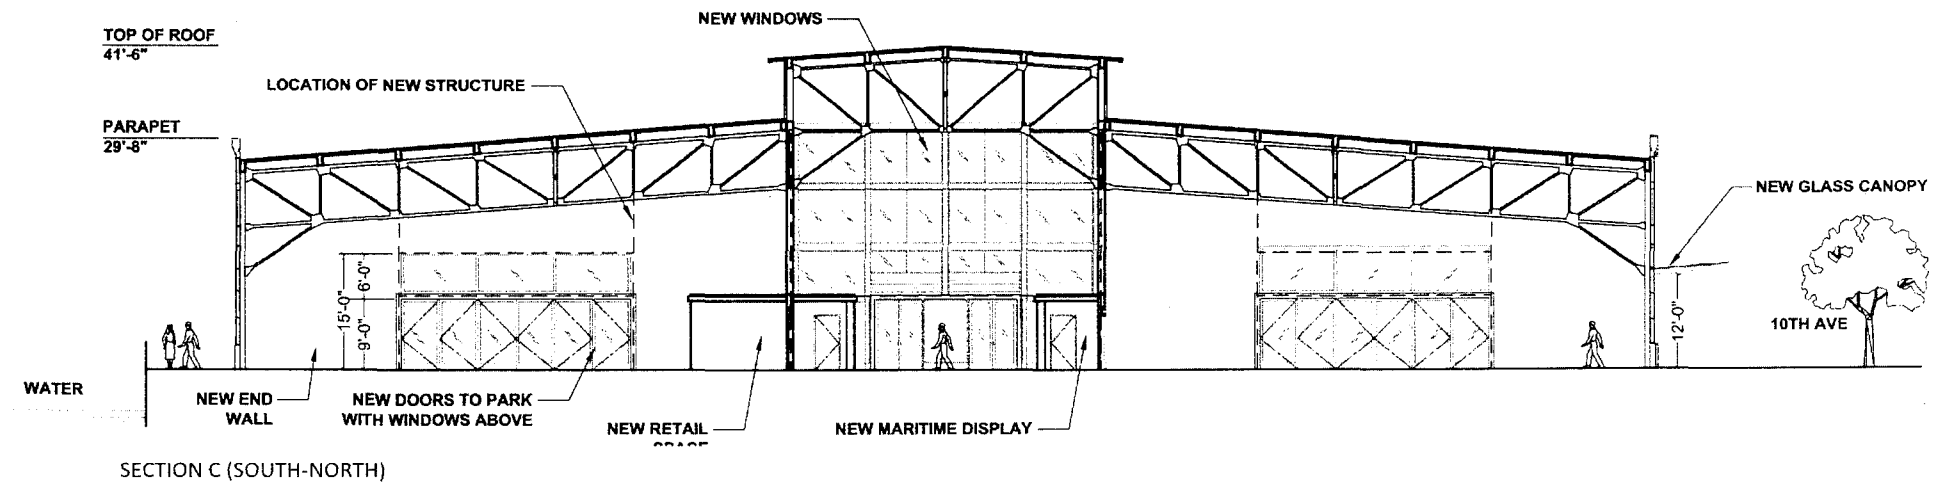 NEW WINDOWS
TOP OF ROOF
41'-6"
LOCATION OF NEW STRUCTURE
PARAPET
29'-8"
NEW GLASS CANOPY
15'-0"
6'-0"
9'-0"
12'-0"
10TH AVE
WATER
NEW END
WALL
NEW DOORS TO PARK
WITH WINDOWS ABOVE
NEW RETAIL
SPACE
NEW MARITIME DISPLAY
SECTION C (SOUTH-NORTH)